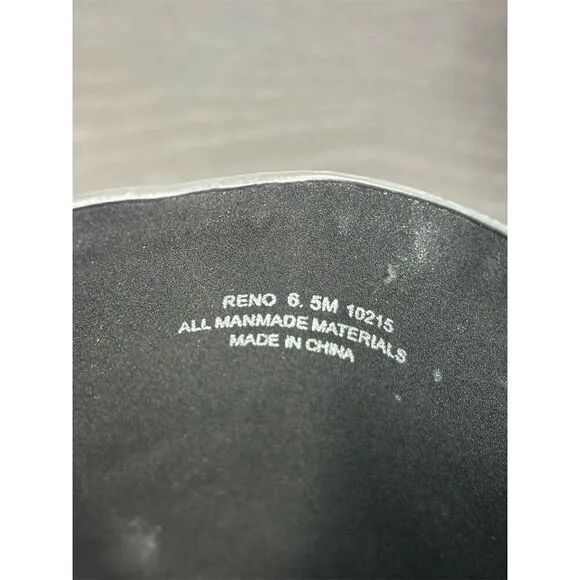 RENO 6.5M 10215
ALL MANMADE MATERIALS
MADE IN CHINA